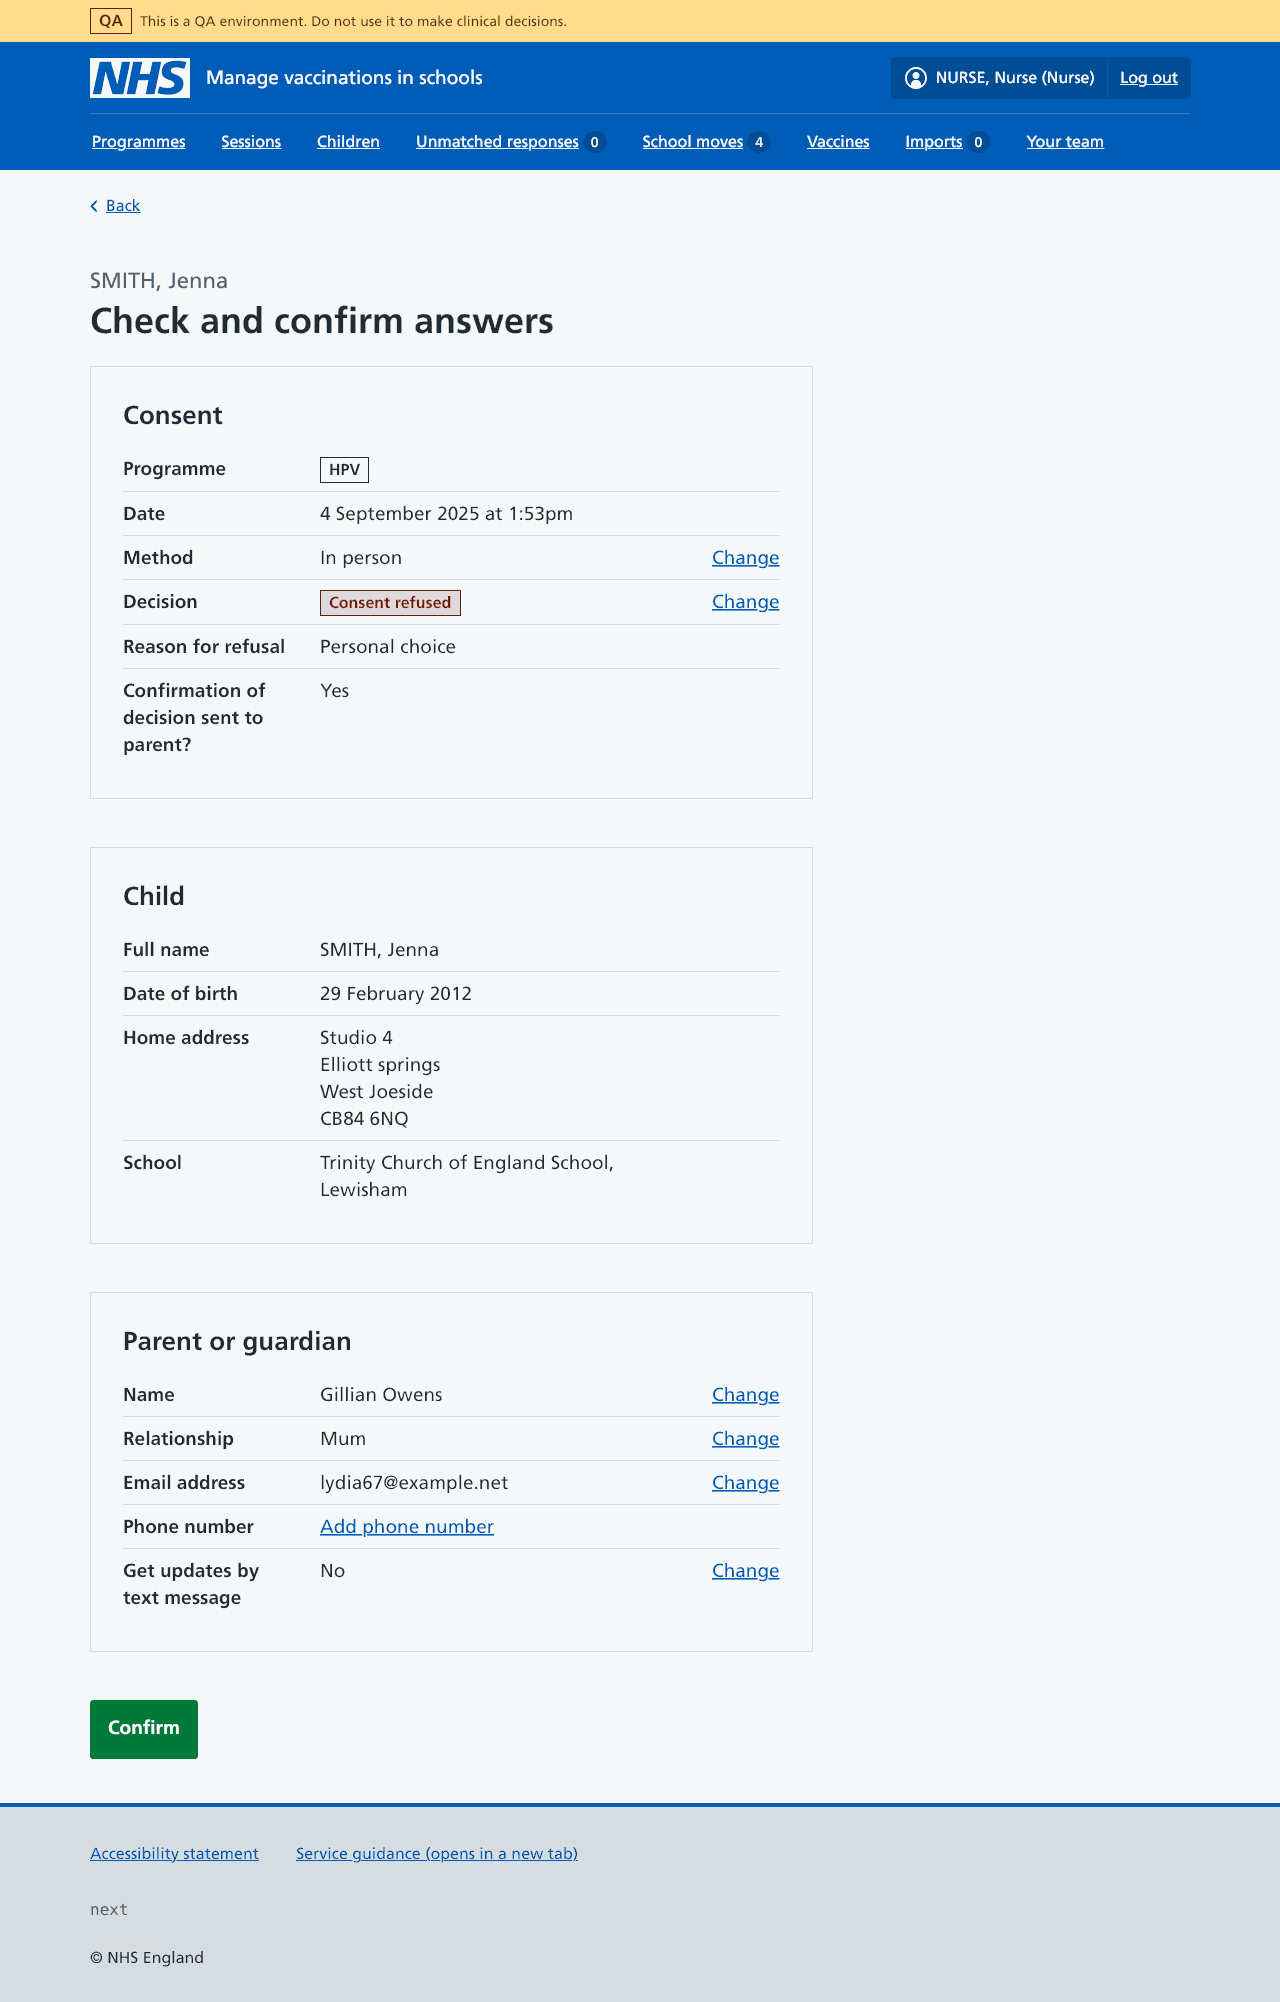 QA This is a QA environment. Do not use it to make clinical decisions.
NHS Manage vaccinations in schools NURSE, Nurse (Nurse) Log out
Programmes Sessions Children Unmatched responses 0 School moves 4 Vaccines Imports 0 Your team
Back
SMITH, Jenna
Check and confirm answers
Consent
Programme HPV
Date 4 September 2025 at 1:53pm
Method In person Change
Decision Consent refused Change
Reason for refusal Personal choice
Confirmation of Yes
decision sent to
parent?
Child
Full name SMITH, Jenna
Date of birth 29 February 2012
Home address Studio 4
Elliott springs
West Joeside
CB84 6NQ
School Trinity Church of England School,
Lewisham
Parent or guardian
Name Gillian Owens Change
Relationship Mum Change
Email address lydia67@example.net Change
Phone number Add phone number
Get updates by No Change
text message
Confirm
Accessibility statement Service guidance (opens in a new tab)
next
© NHS England